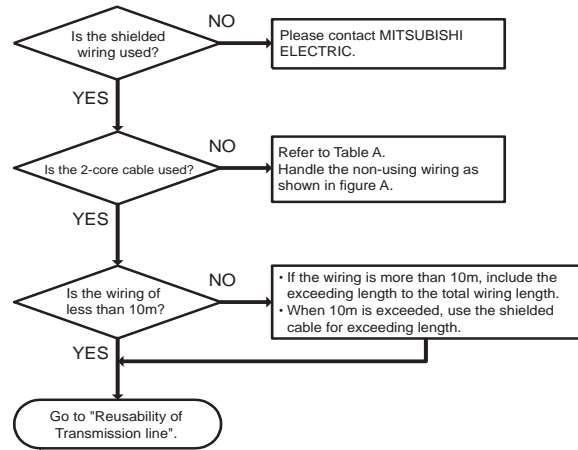 Is the shielded
wiring used?
NO
Please contact MITSUBISHI
ELECTRIC.
YES
Is the 2-core cable used?
NO
Refer to Table A.
Handle the non-using wiring as
shown in figure A.
YES
Is the wiring of
less than 10m?
NO
• If the wiring is more than 10m, include the
exceeding length to the total wiring length.
• When 10m is exceeded, use the shielded
cable for exceeding length.
YES
Go to "Reusability of
Transmission line".